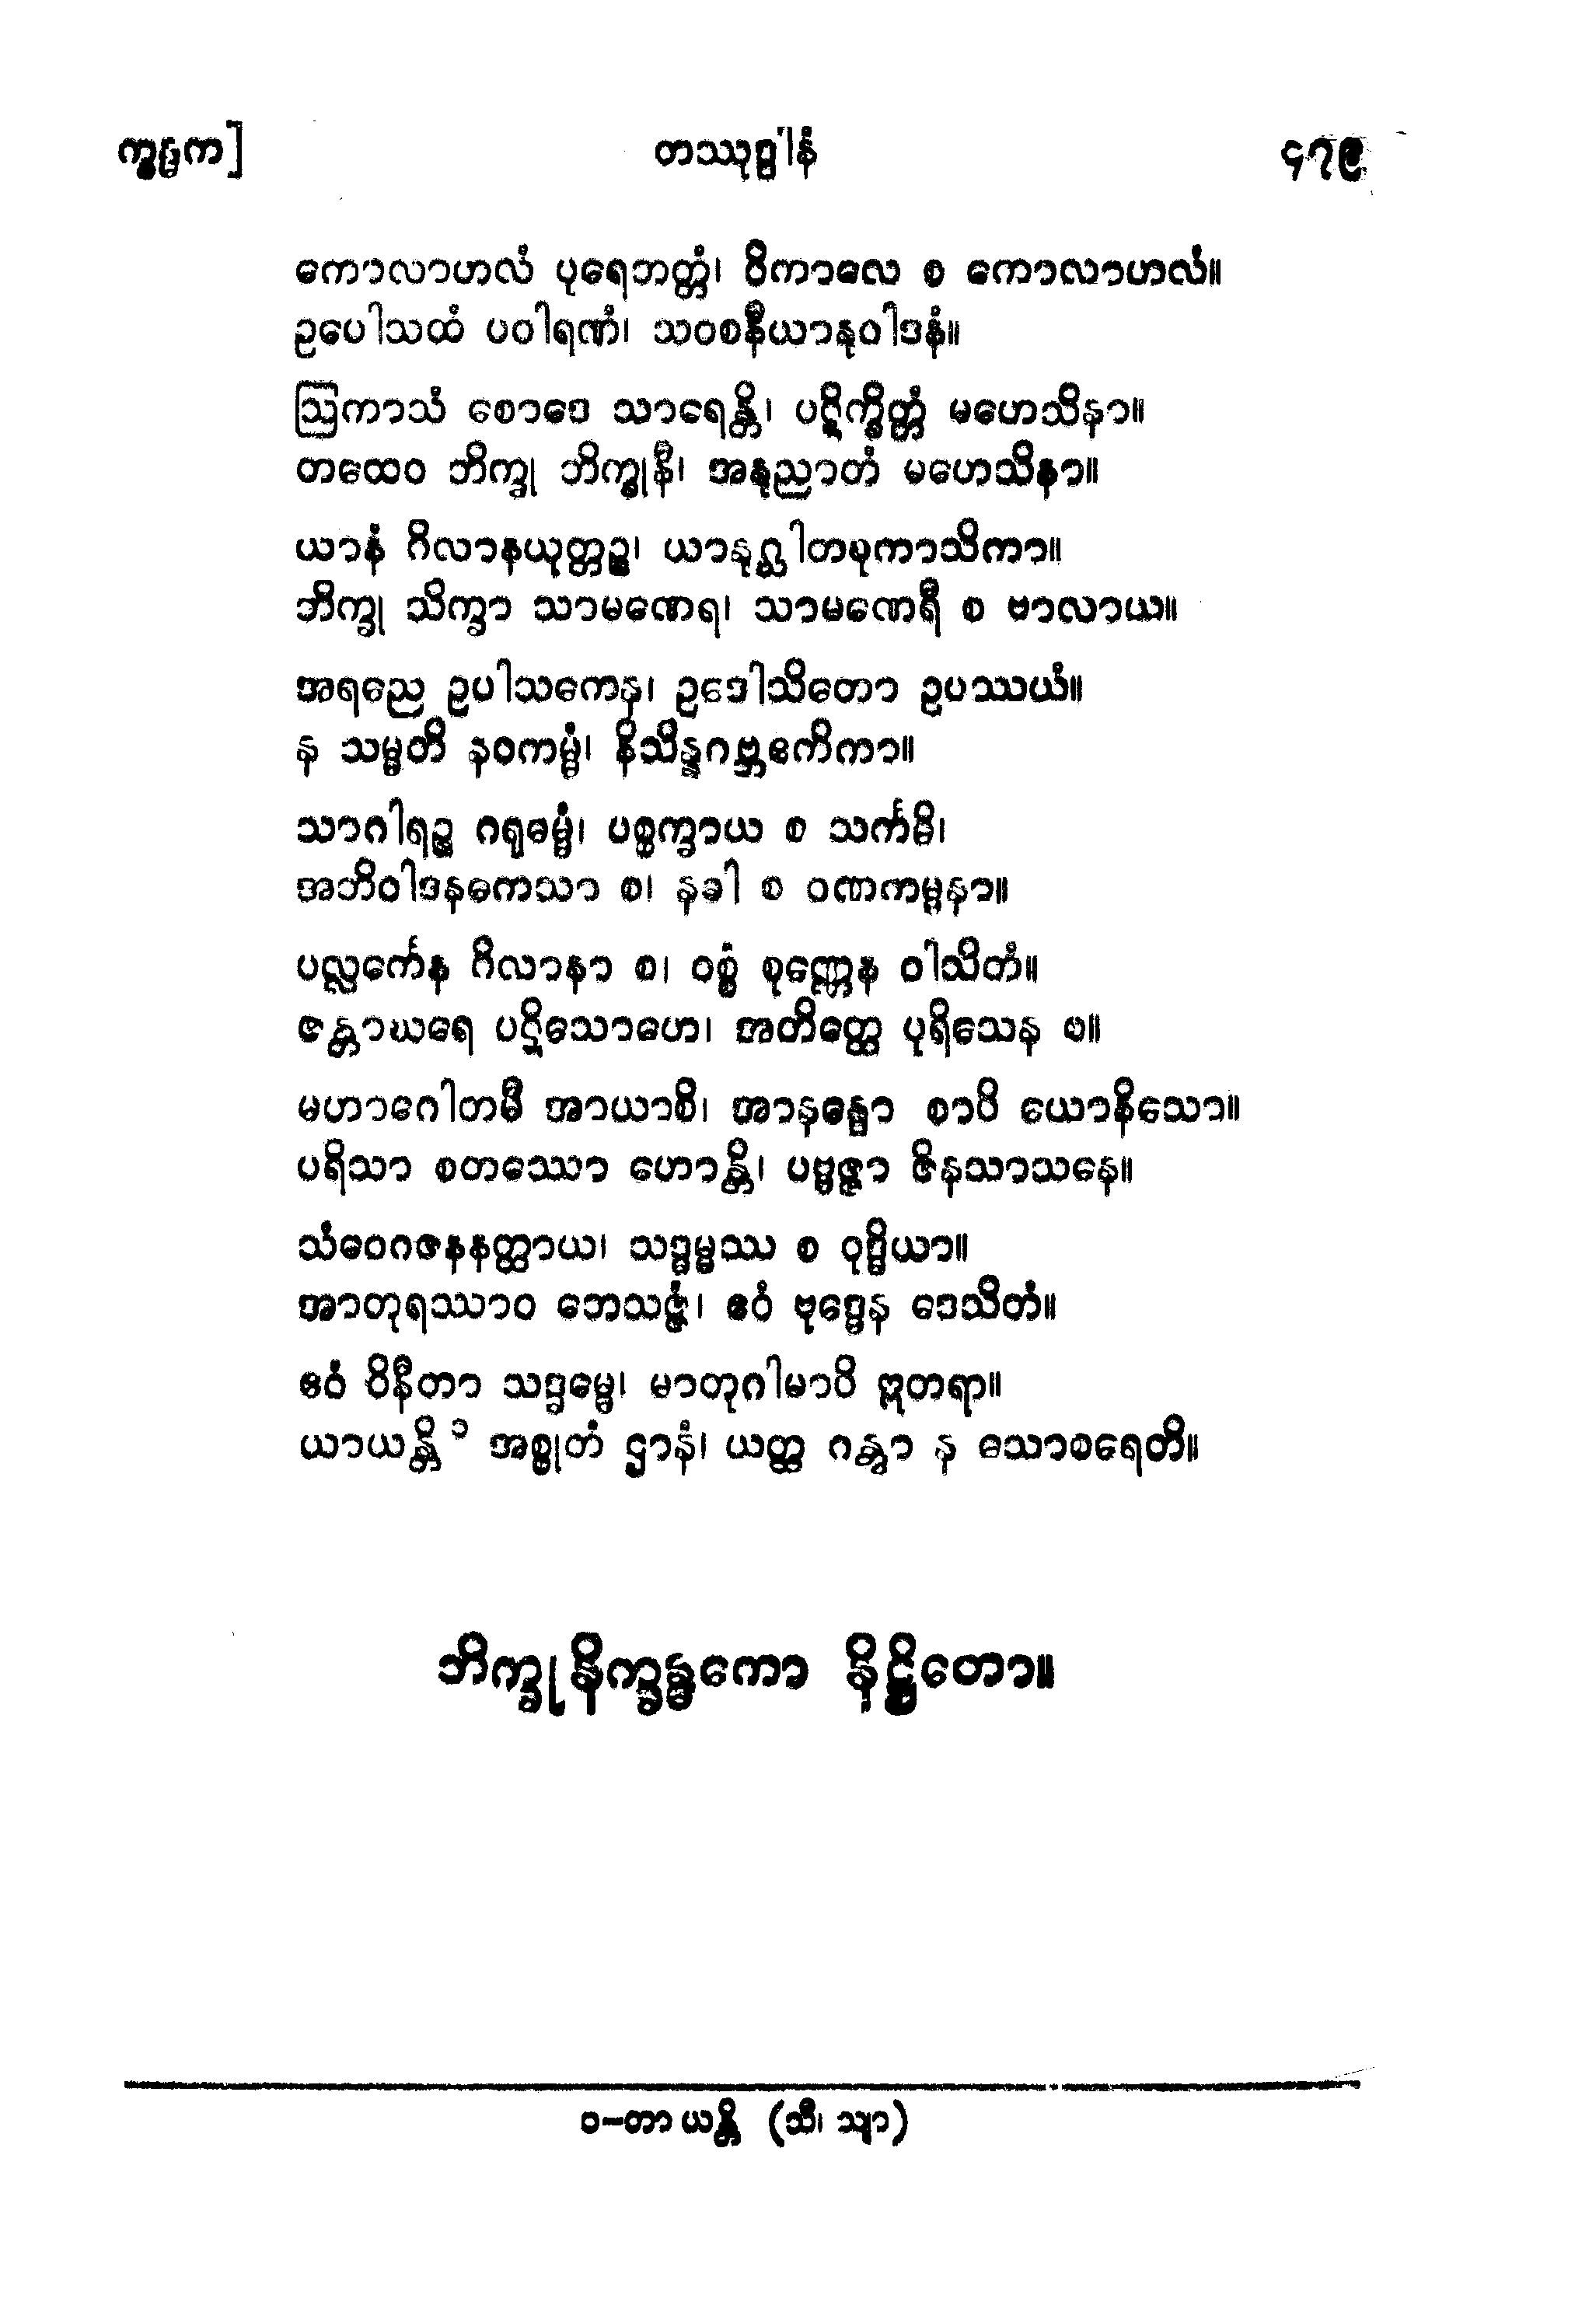 က္ခန္ဓက] တဿုဒ္ဒါနံ ၄၇၉
ကောလာဟလံ ပုရေဘတ္တံ၊ ဝိကာလေ စ ကောလာဟလံ။
ဥပေါသထံ ပဝါရဏံ၊ သဝစနီယာနုဝါဒနံ။
ဩကာသံ စောဒေ သာရေန္တိ၊ ပဋိက္ခိတ္တံ မဟေသိနာ။
တထေဝ ဘိက္ခု ဘိက္ခုနီ၊ အနုညာတံ မဟေသိနာ။
ယာနံ ဂိလာနယုတ္တဉ္စ၊ ယာနုဂ္ဃါတဍ္ဎကာသိကာ။
ဘိက္ခု သိက္ခာ သာမဏေရ၊ သာမဏေရီ စ ဗာလာယ။
အရညေ ဥပါသကေန၊ ဥဒေါသိတော ဥပဿယံ။
န သမ္မတိ နဝကမ္မံ၊ နိသိန္နဂဗ္ဘဧကိကာ။
သာဂါရဉ္စ ဂရုဓမ္မံ၊ ပစ္စက္ခာယ စ သင်္ကမိ၊
အဘိဝါဒနကေသာ စ၊ နခါ စ ဝဏကမ္မနာ။
ပလ္လင်္ကေန ဂိလာနာ စ၊ ဝစ္စံ စုဏ္ဏေန ဝါသိတံ။
ဇန္တာဃရေ ပဋိသောတေ၊ အတိတ္ထေ ပုရိသေန စ။
မဟာဂေါတမီ အာယာစိ၊ အာနန္ဒော စာပိ ယောနိသော။
ပရိသာ စတဿော ဟောန္တိ၊ ပဗ္ဗဇ္ဇာ ဇိနသာသနေ။
သံဝေဂဇနနတ္ထာယ၊ သဒ္ဓမ္မဿ စ ဝုဒ္ဓိယာ။
အာတုရဿာဝ ဘေသဇ္ဇံ၊ ဧဝံ ဗုဒ္ဓေန ဒေသိတံ။
ဧဝံ ဝိနီတာ သဒ္ဓမ္မေ၊ မာတုဂါမာပိ ဣတရာ။
ယာယန္တိ ၁ အစ္စုတံ ဌာနံ၊ ယတ္ထ ဂန္တွာ န သောစရေတိ။
ဘိက္ခုနိက္ခန္ဓကော နိဋ္ဌိတော။
၁-တာ ယန္တိ (သီ၊ သျာ)